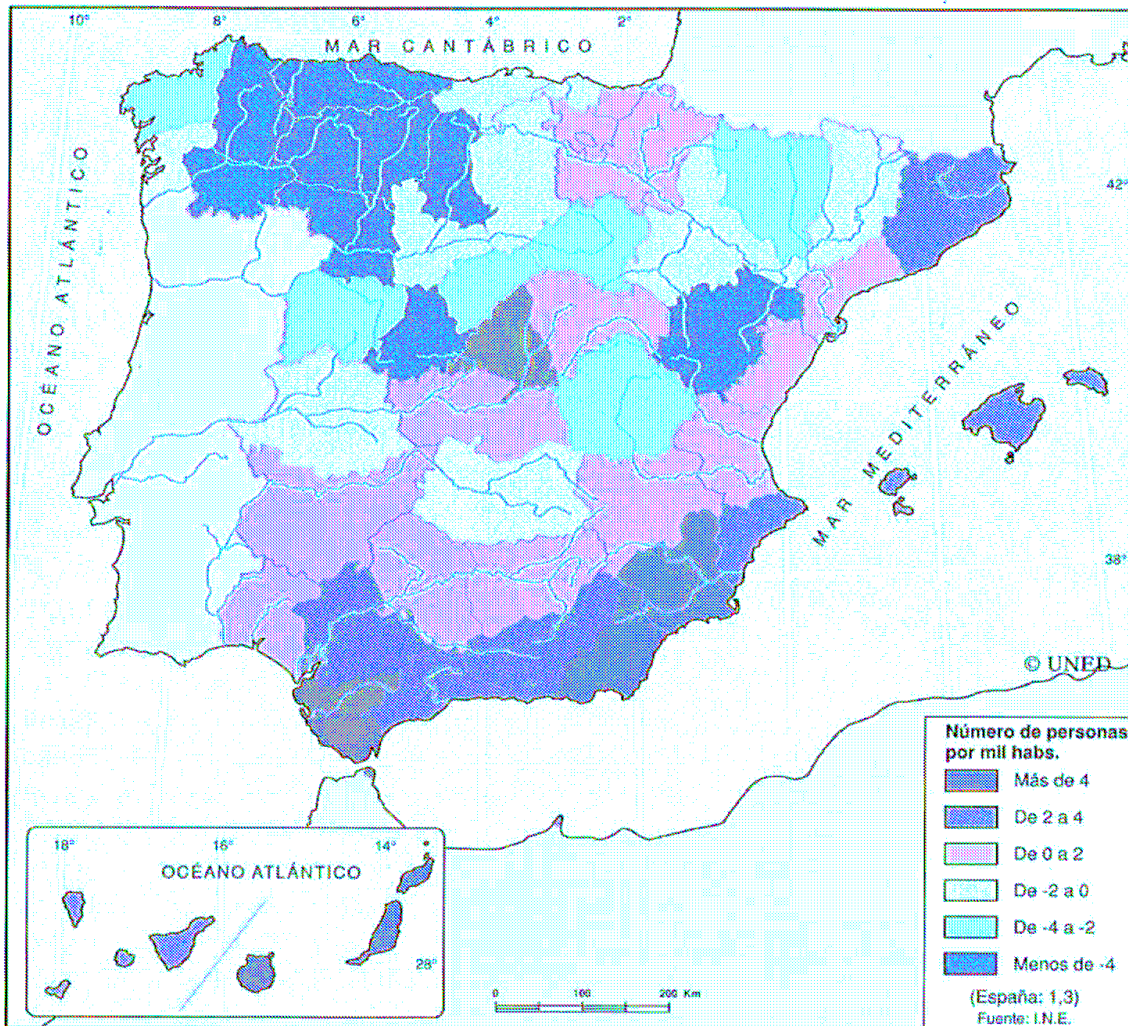 10° 8° 6° 4° 2°
MAR CANTÁBRICO
42°
OCÉANO ATLÁNTICO
MAR MEDITERRÁNEO
38°
© UNED
Número de personas
por mil habs.
Más de 4
De 2 a 4
De 0 a 2
De -2 a 0
De -4 a -2
Menos de -4
(España: 1,3)
Fuente: I.N.E.
18° 16° 14°
OCÉANO ATLÁNTICO
28°
0 100 200 Km